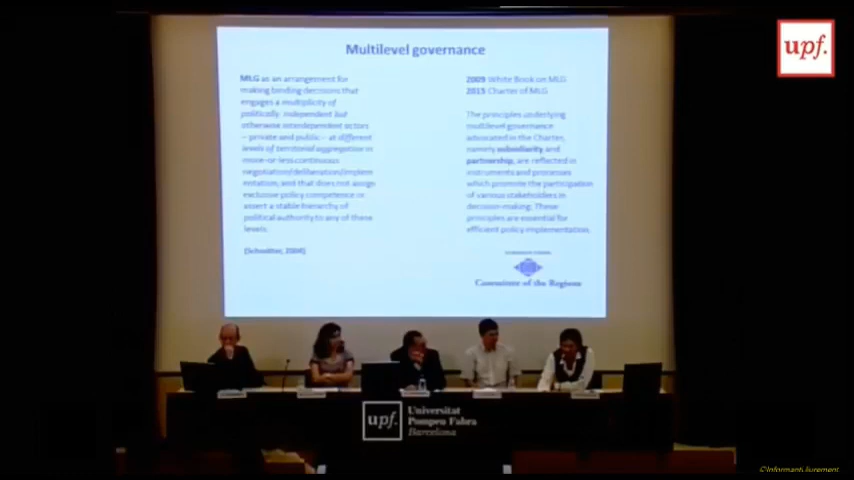 Multilevel governance
MLG as an arrangement for
making binding decisions that
engages a multiplicity of
politically independent but
otherwise interdependent actors
– private and public – at different
levels of territorial aggregation in
more-or-less continuous
negotiation/deliberation/implem
entation, and that does not assign
exclusive policy competence or
assert a stable hierarchy of
political authority to any of these
levels.
(Schmitter, 2004)
2009 White Book on MLG
Charter of MLG
The principles underlying
multilevel governance
advocated in the Charter,
namely subsidiarity and
partnership, are reflected in
instruments and processes
which promote the participation
of various stakeholders in
decision-making. These
principles are essential for
efficient policy implementation.
Committee of the Regions
upf.
upf.
Universitat
Pompeu Fabra
Barcelona